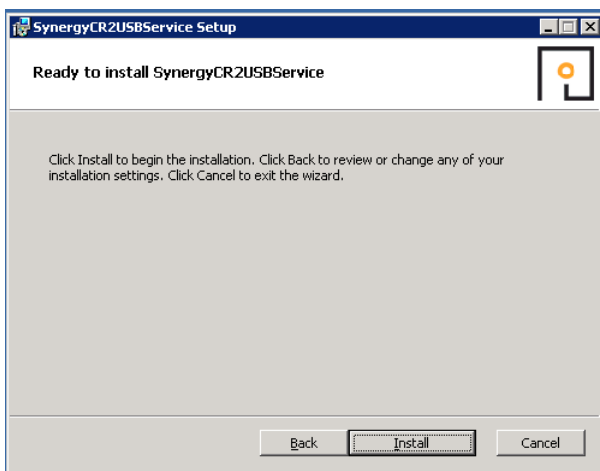 SynergyCR2USBService Setup
Ready to install SynergyCR2USBService
Click Install to begin the installation. Click Back to review or change any of your
installation settings. Click Cancel to exit the wizard.
Back
Install
Cancel